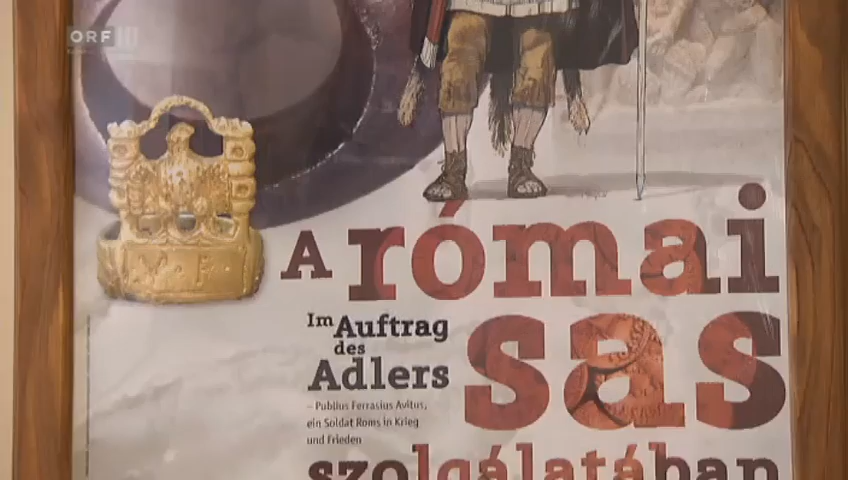 ORF III
V.F.
A római
Im Auftrag
des
Adlers
sas
– Publius Ferrasius Avitus,
ein Soldat Roms in Krieg
und Frieden
szolgálatában